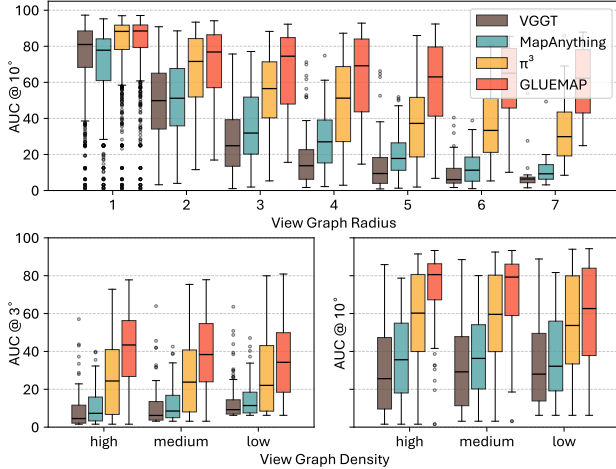 100
80
60
40
20
0
AUC @ 10°
VGGT
MapAnything
π³
GLUEMAP
1 2 3 4 5 6 7
View Graph Radius
100
80
60
40
20
0
AUC @ 3°
high medium low
AUC @ 10°
high medium low
View Graph Density